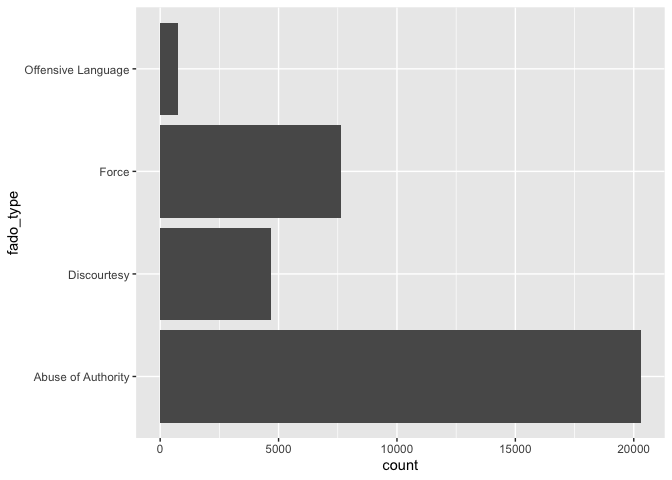 Offensive Language
Force
Discourtesy
Abuse of Authority
fado_type
0 5000 10000 15000 20000
count